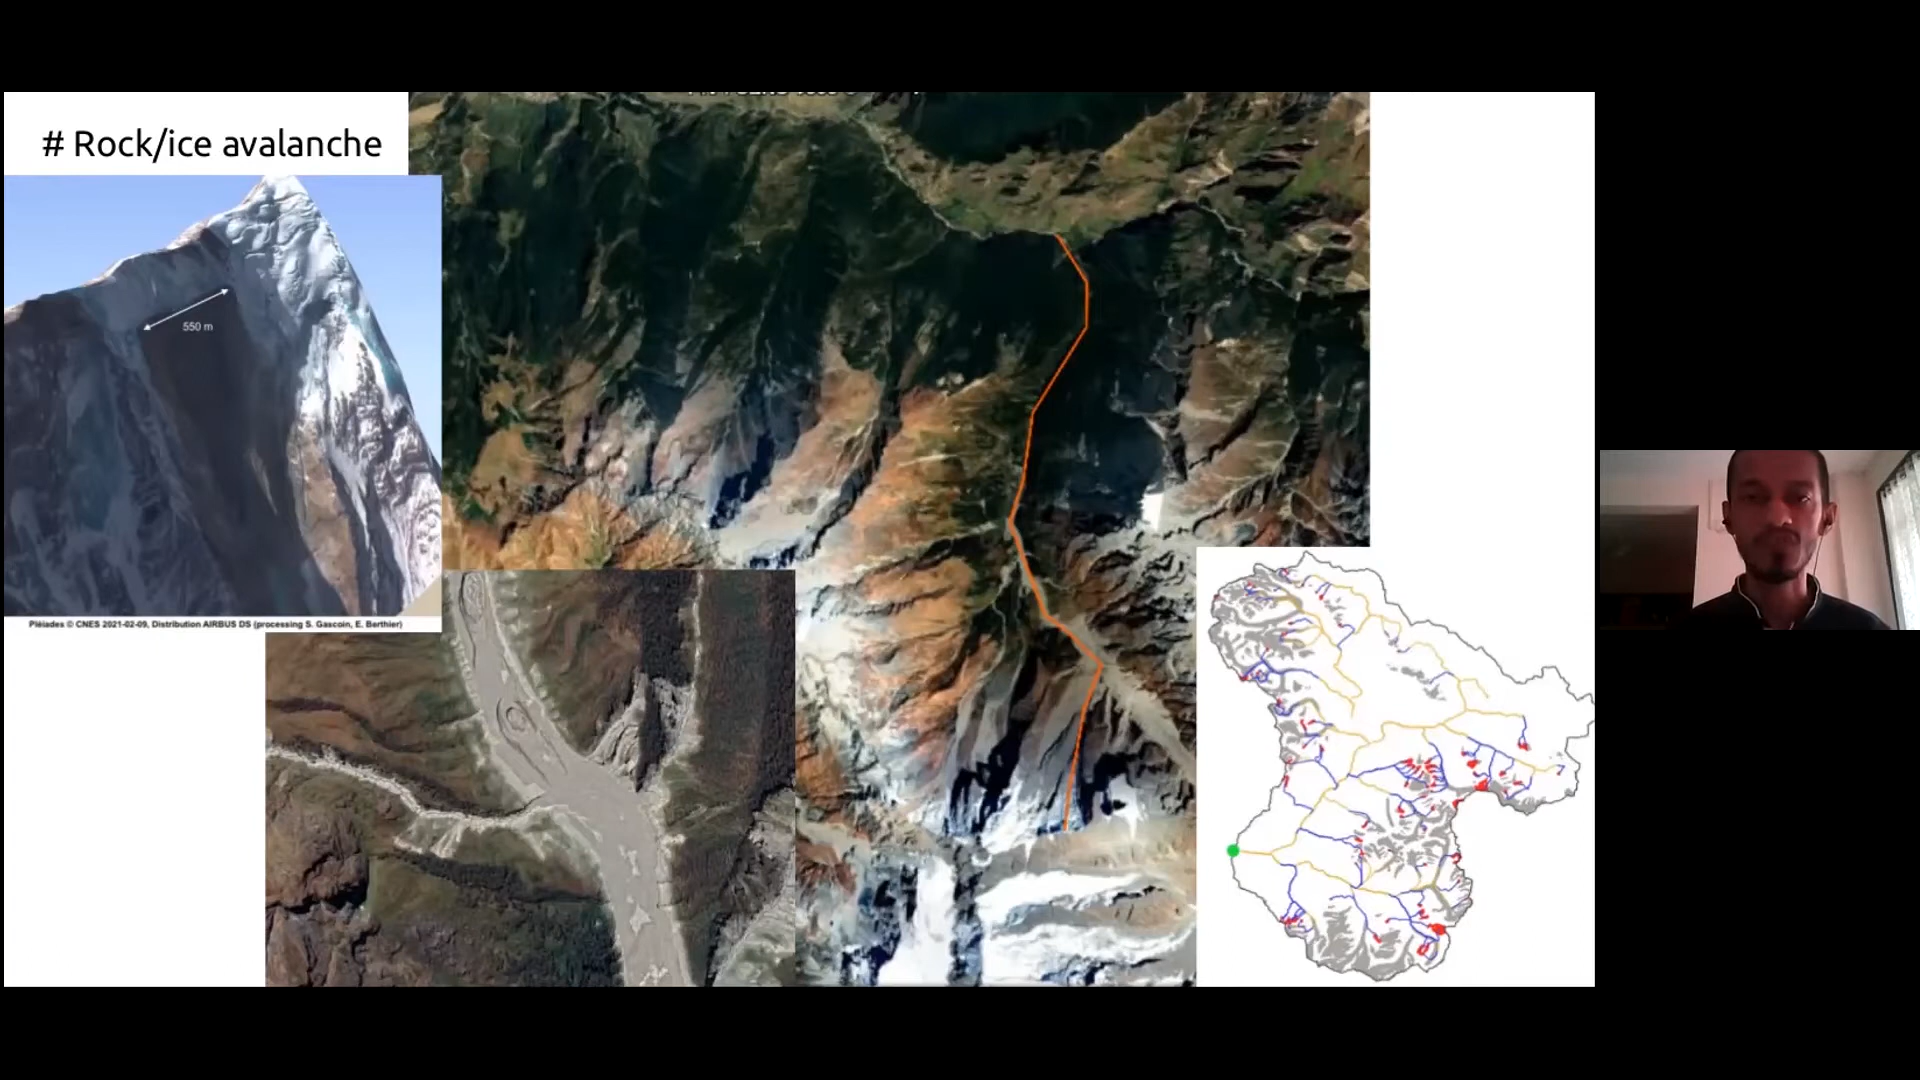 # Rock/ice avalanche
550 m
Pléiades © CNES 2021-02-09, Distribution AIRBUS DS (processing S. Gascoin, E. Berthier)